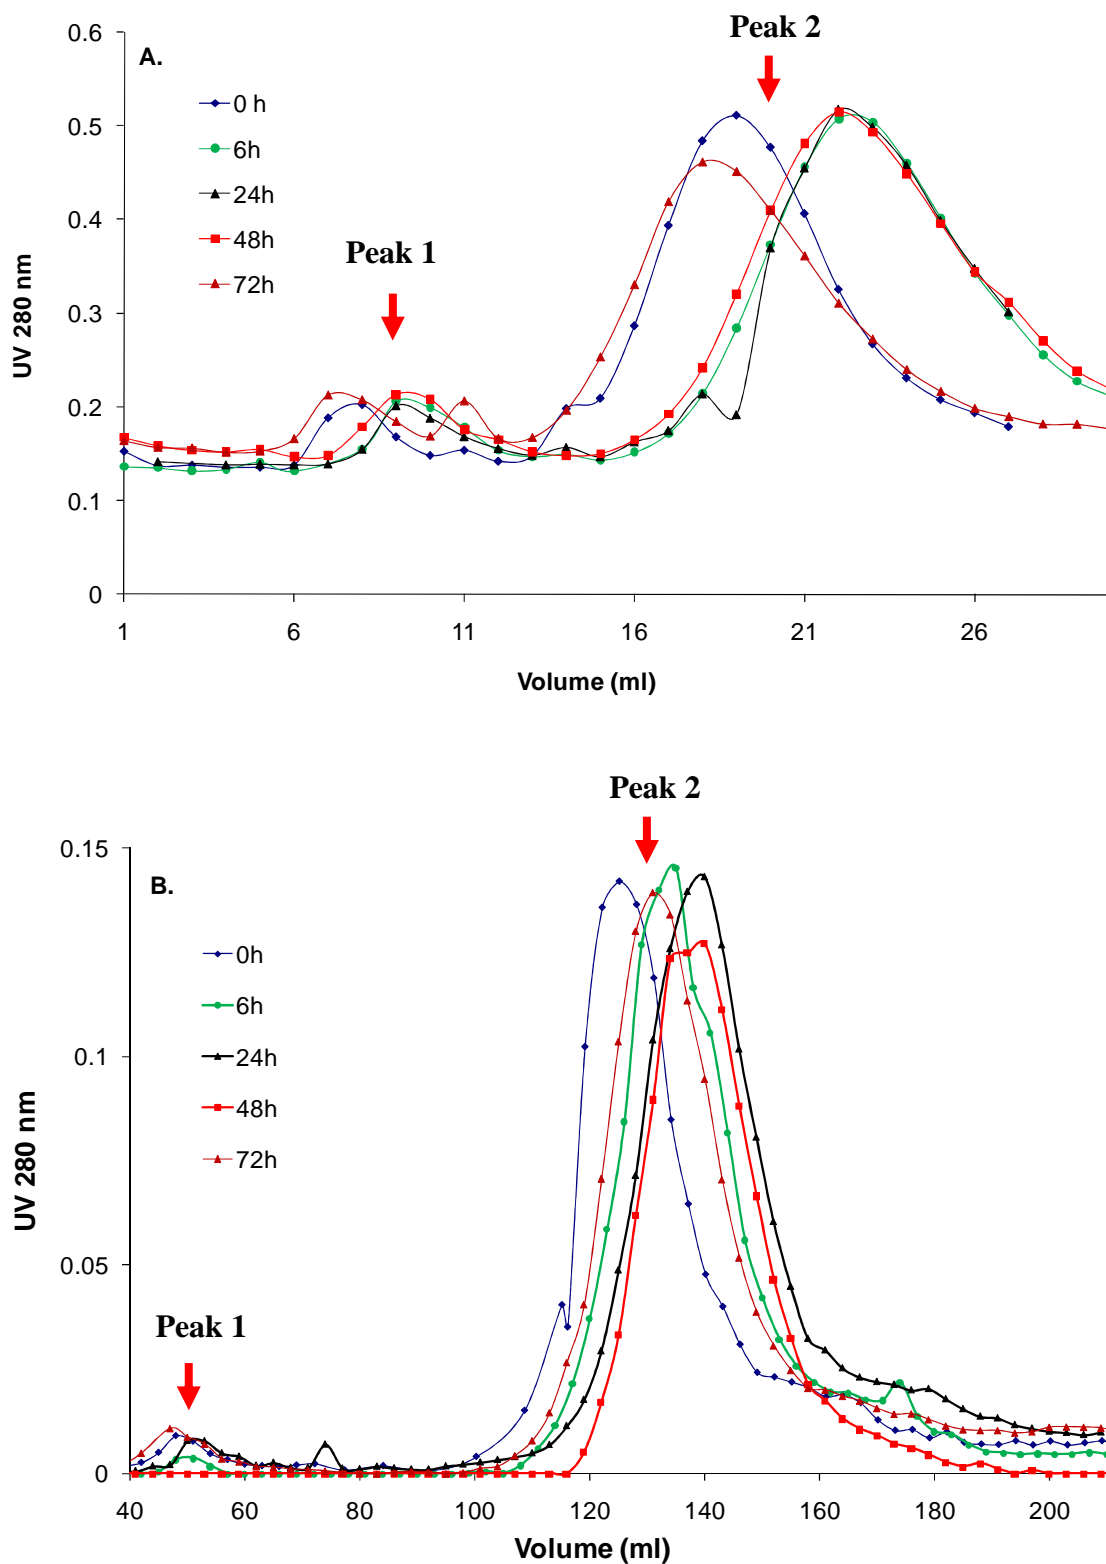 Peak 2
0.6
A.
0 h
0.5
6h
24h
0.4
48h
Peak 1
72h
UV 280 nm
0.3
0.2
0.1
0
1 6 11 16 21 26
Volume (ml)
Peak 2
0.15
B.
0h
6h
0.1
24h
48h
72h
UV 280 nm
0.05
Peak 1
0
40 60 80 100 120 140 160 180 200
Volume (ml)